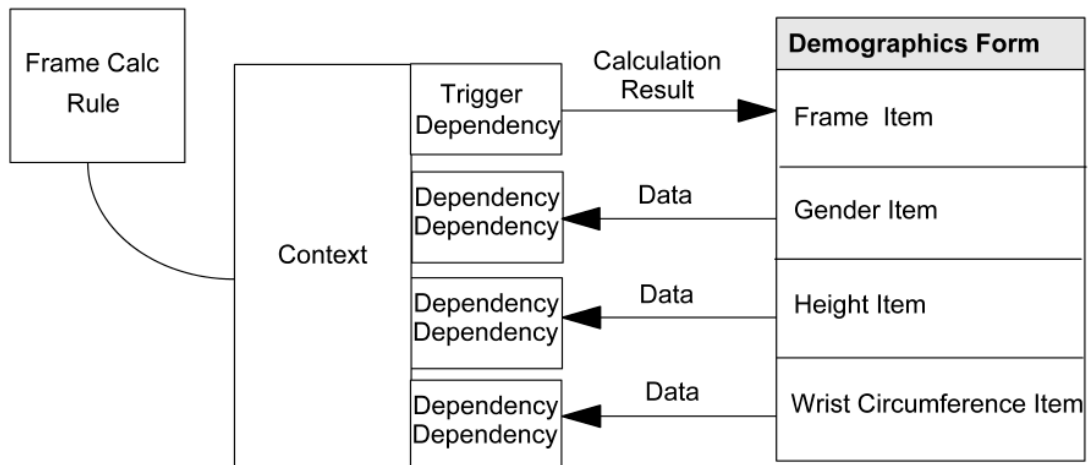 Frame Calc
Rule
Context
Trigger
Dependency
Dependency
Dependency
Dependency
Dependency
Dependency
Dependency
Calculation
Result
Data
Data
Data
Demographics Form
Frame Item
Gender Item
Height Item
Wrist Circumference Item